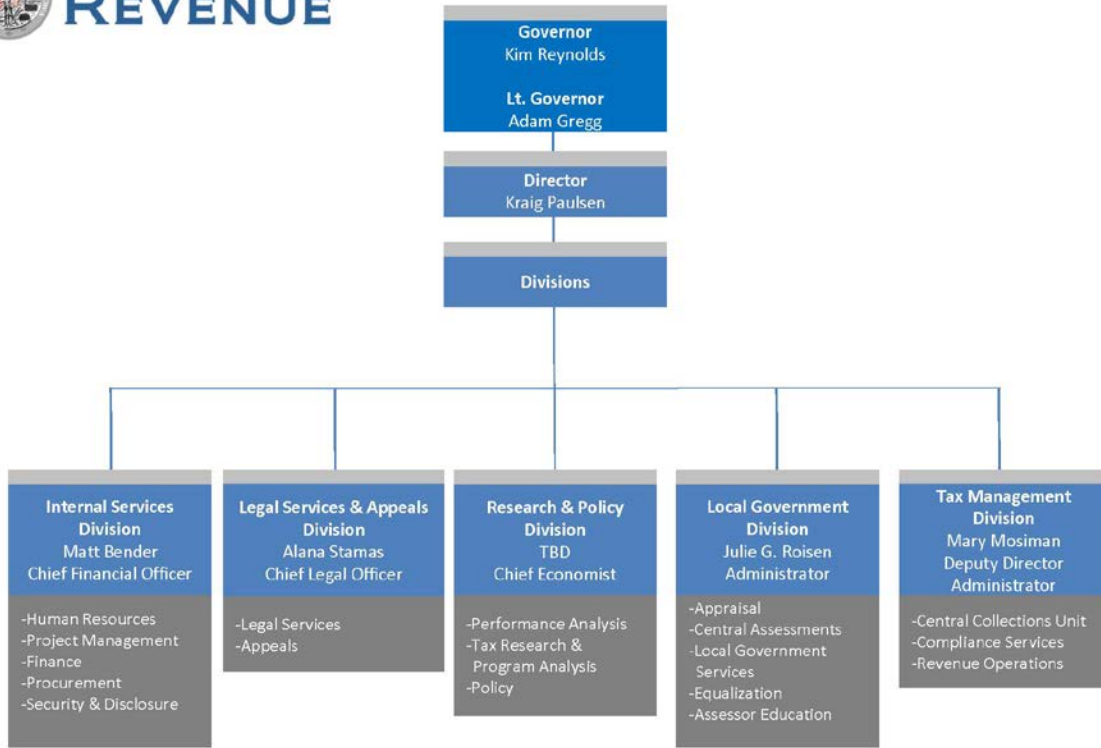 REVENUE
Governor
Kim Reynolds
Lt. Governor
Adam Gregg
Director
Kraig Paulsen
Divisions
Internal Services
Division
Matt Bender
Chief Financial Officer
-Human Resources
-Project Management
-Finance
-Procurement
-Security & Disclosure
Legal Services & Appeals
Division
Alana Stamas
Chief Legal Officer
-Legal Services
-Appeals
Research & Policy
Division
TBD
Chief Economist
-Performance Analysis
-Tax Research &
Program Analysis
-Policy
Local Government
Division
Julie G. Roisen
Administrator
-Appraisal
-Central Assessments
-Local Government
Services
-Equalization
-Assessor Education
Tax Management
Division
Mary Mosiman
Deputy Director
Administrator
-Central Collections Unit
-Compliance Services
-Revenue Operations